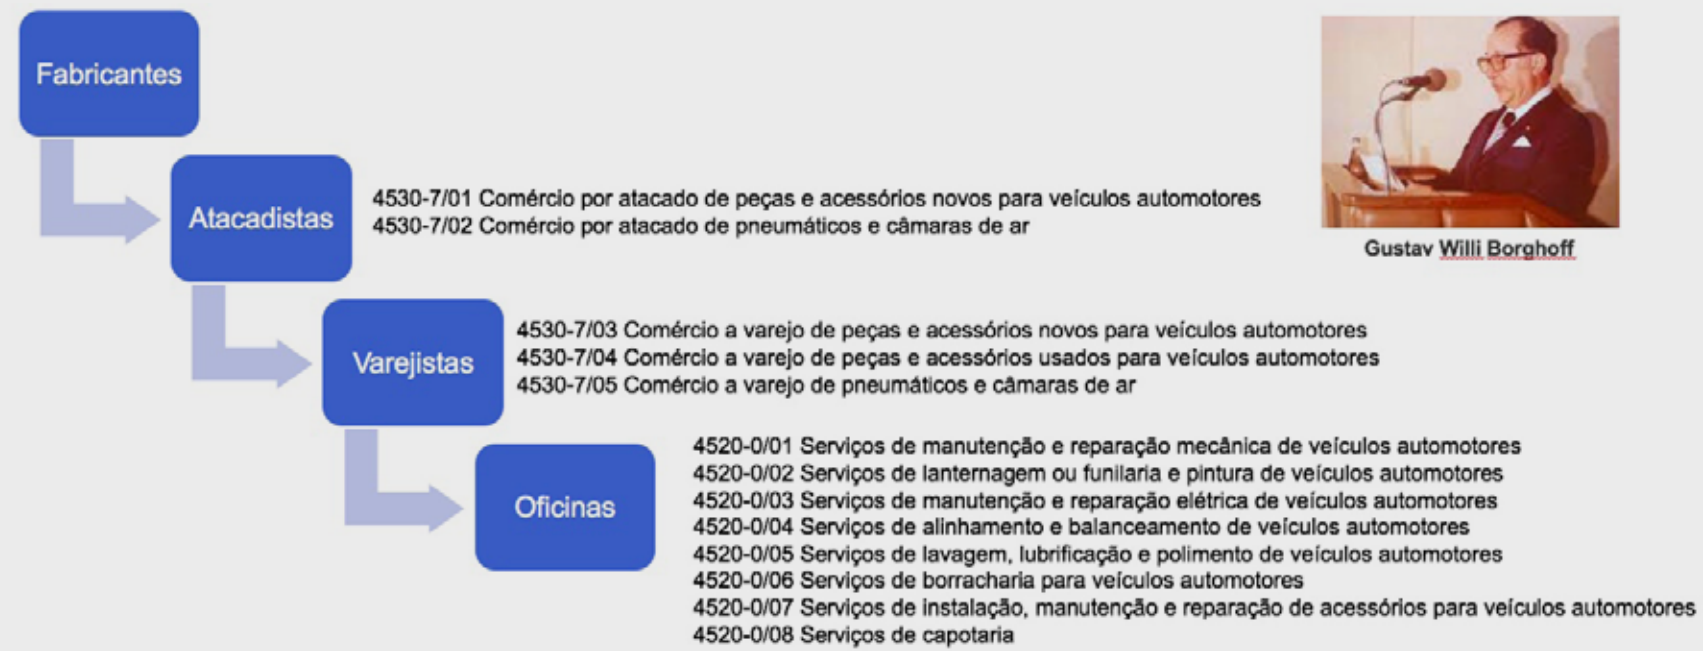 Fabricantes
Atacadistas
4530-7/01 Comércio por atacado de peças e acessórios novos para veículos automotores
4530-7/02 Comércio por atacado de pneumáticos e câmaras de ar
Gustav Willi Borghoff
Varejistas
4530-7/03 Comércio a varejo de peças e acessórios novos para veículos automotores
4530-7/04 Comércio a varejo de peças e acessórios usados para veículos automotores
4530-7/05 Comércio a varejo de pneumáticos e câmaras de ar
Oficinas
4520-0/01 Serviços de manutenção e reparação mecânica de veículos automotores
4520-0/02 Serviços de lanternagem ou funilaria e pintura de veículos automotores
4520-0/03 Serviços de manutenção e reparação elétrica de veículos automotores
4520-0/04 Serviços de alinhamento e balanceamento de veículos automotores
4520-0/05 Serviços de lavagem, lubrificação e polimento de veículos automotores
4520-0/06 Serviços de borracharia para veículos automotores
4520-0/07 Serviços de instalação, manutenção e reparação de acessórios para veículos automotores
4520-0/08 Serviços de capotaria